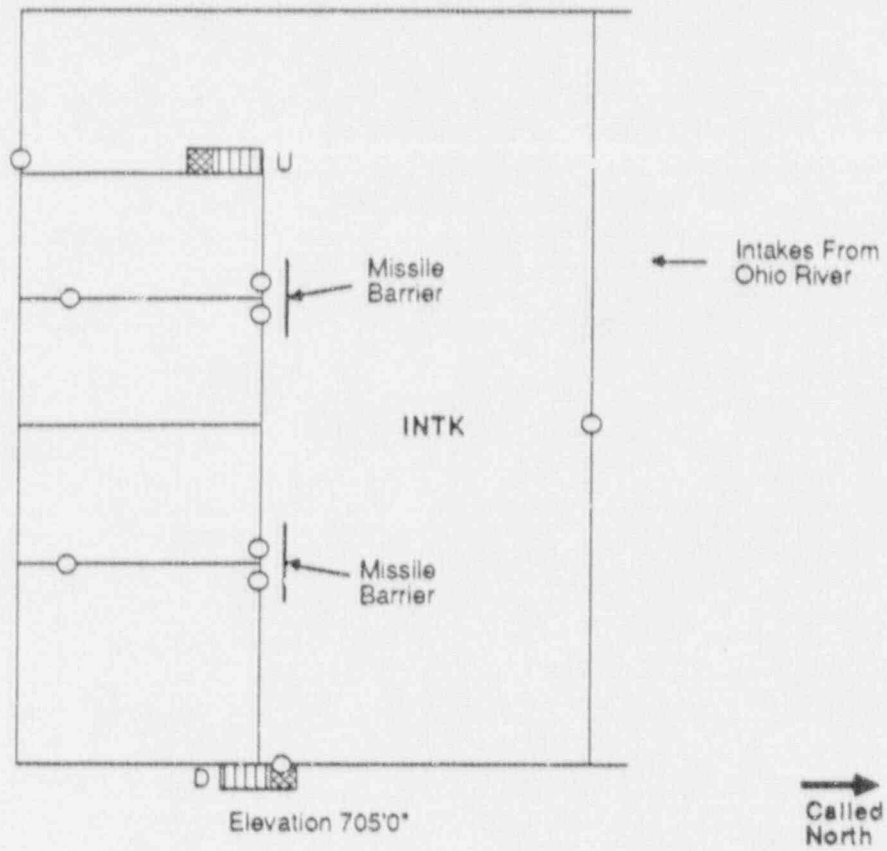 U
Missile
Barrier
Intakes From
Ohio River
INTK
Missile
Barrier
D
Elevation 705'0"
Called
North